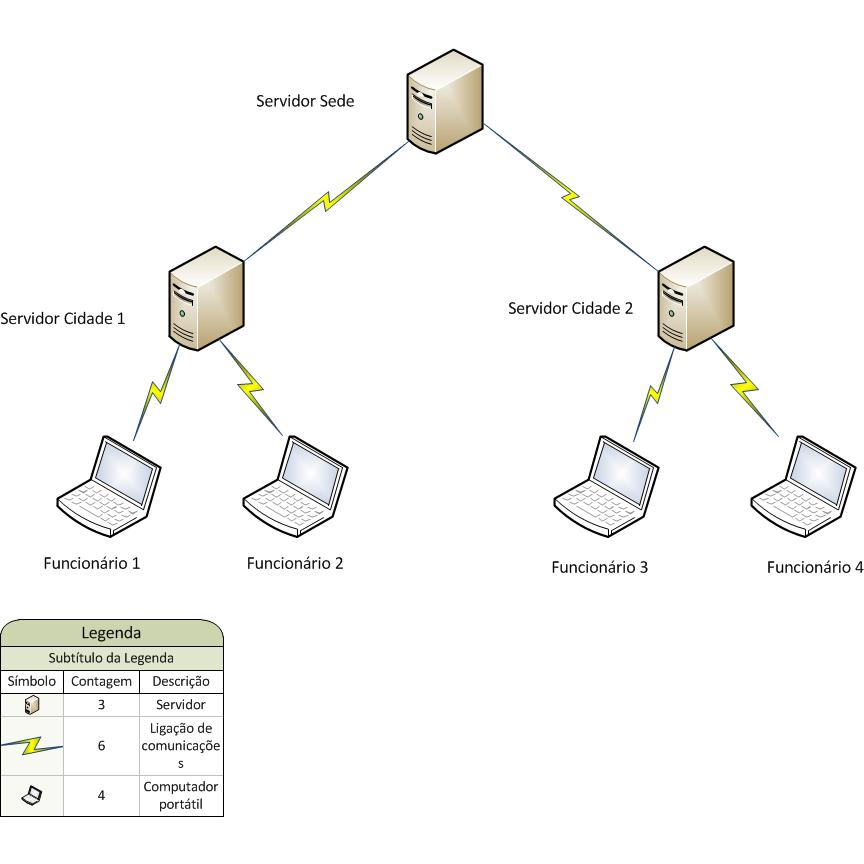 Servidor Sede
Servidor Cidade 1
Servidor Cidade 2
Funcionário 1
Funcionário 2
Funcionário 3
Funcionário 4
Legenda
Subtítulo da Legenda
Símbolo Contagem Descrição
3 Servidor
6 Ligação de
comunicaçõe
s
4 Computador
portátil